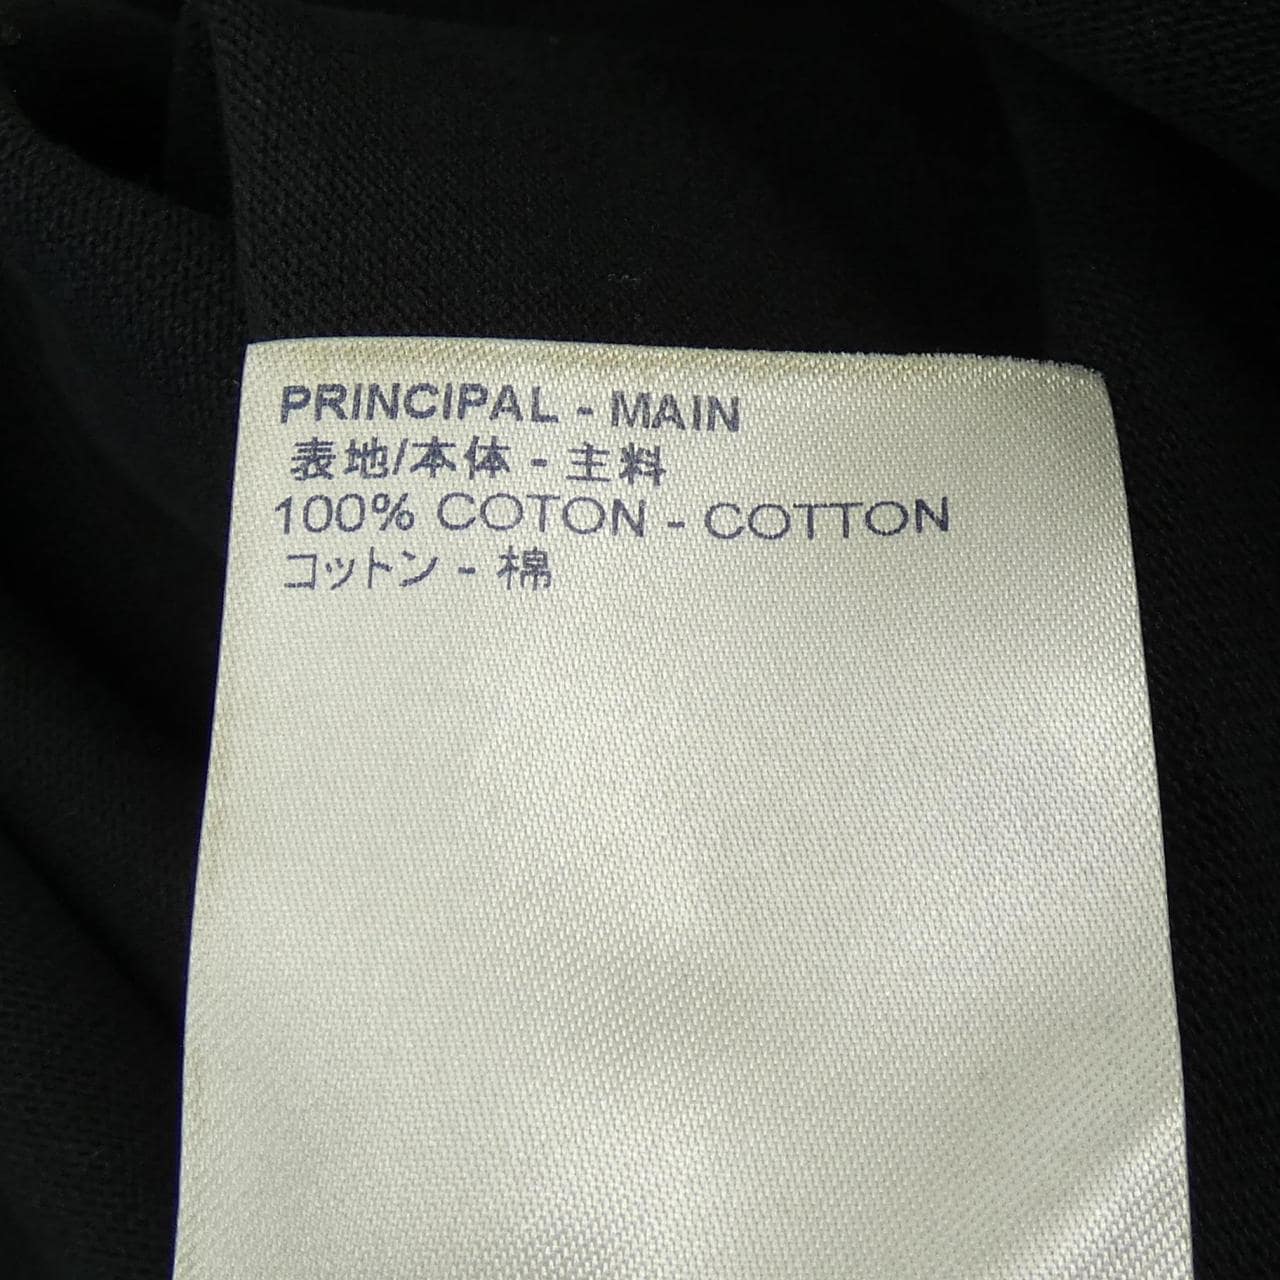 PRINCIPAL - MAIN
表地/本体 - 主料
100% COTON - COTTON
コットン - 棉